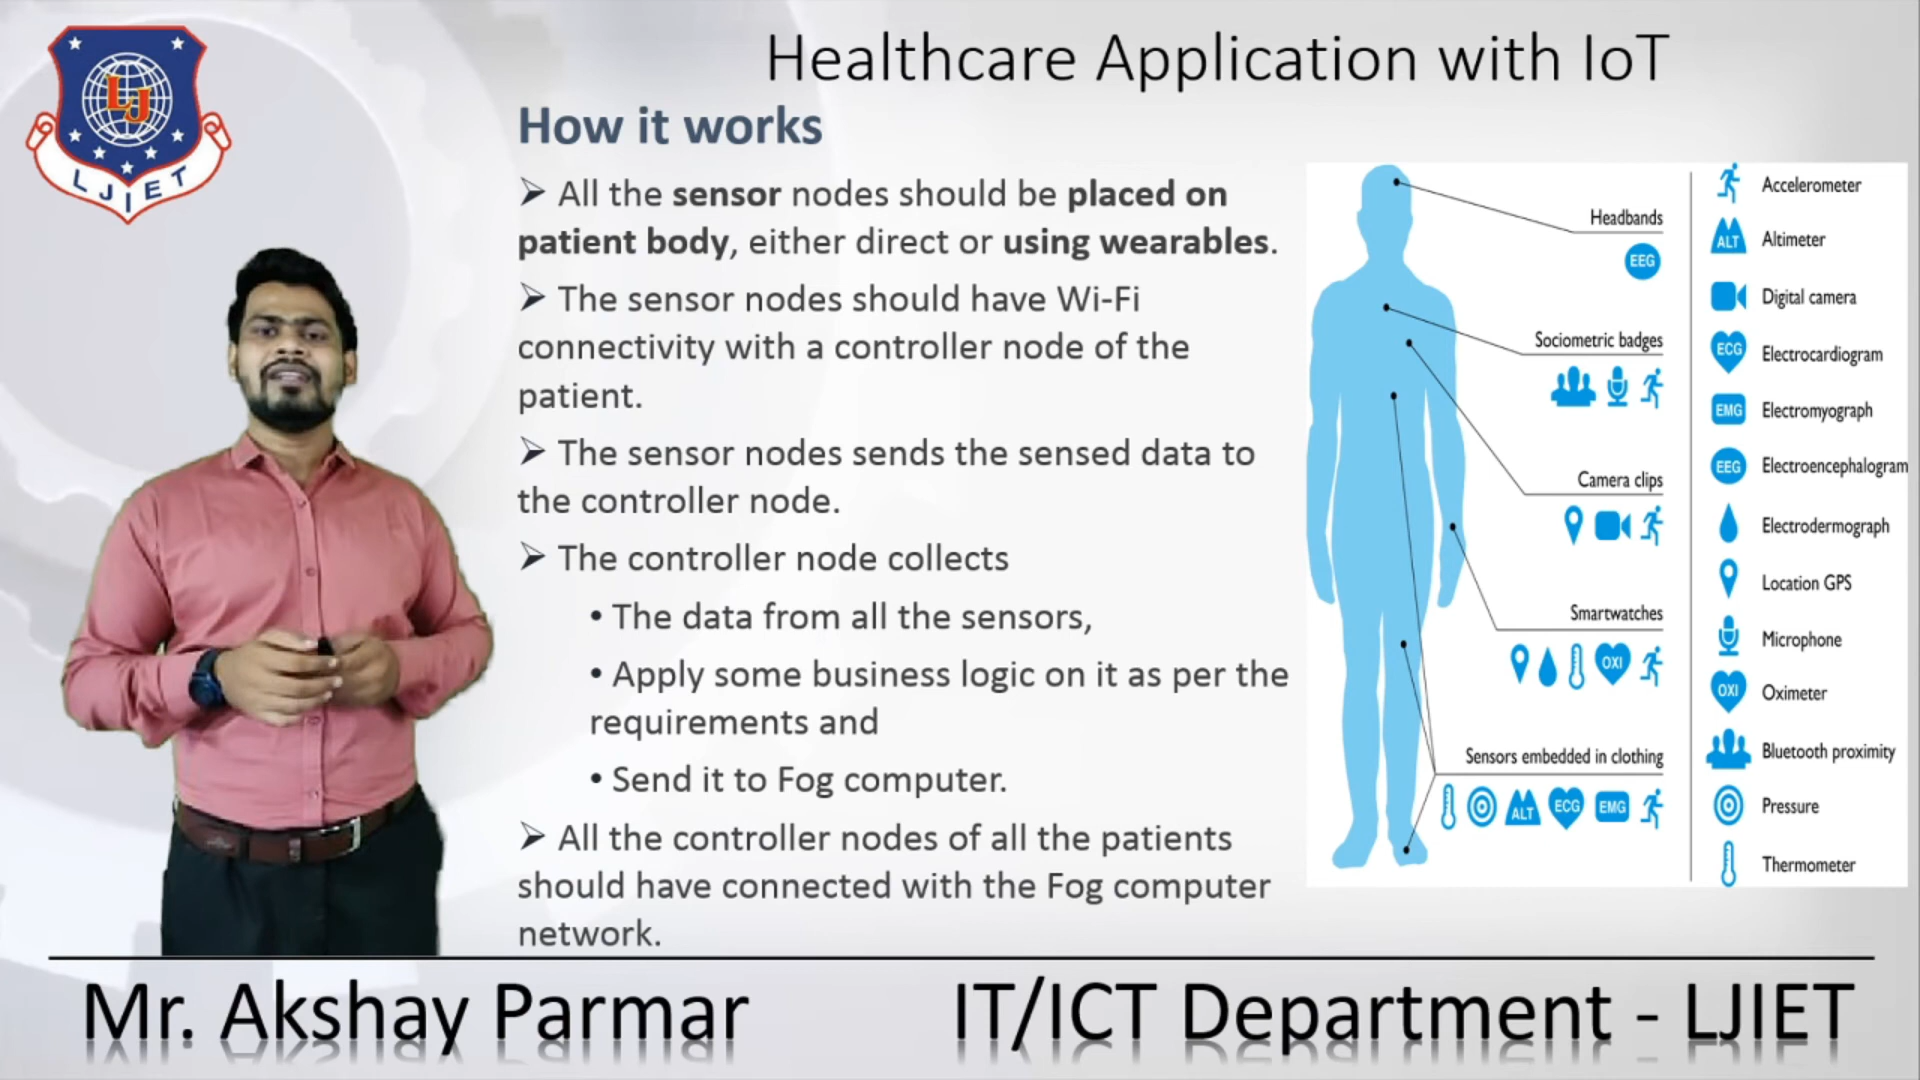 Healthcare Application with IoT
LJ
LJIET
How it works
➢ All the sensor nodes should be placed on
patient body, either direct or using wearables.
➢ The sensor nodes should have Wi-Fi
connectivity with a controller node of the
patient.
➢ The sensor nodes sends the sensed data to
the controller node.
➢ The controller node collects
• The data from all the sensors,
• Apply some business logic on it as per the
requirements and
• Send it to Fog computer.
➢ All the controller nodes of all the patients
should have connected with the Fog computer
network.
Headbands
EEG
Sociometric badges
Camera clips
Smartwatches
OXI
Sensors embedded in clothing
ALT ECG EMG
Accelerometer
ALT Altimeter
Digital camera
ECG Electrocardiogram
EMG Electromyograph
EEG Electroencephalogram
Electrodermograph
Location GPS
Microphone
OXI Oximeter
Bluetooth proximity
Pressure
Thermometer
Mr. Akshay Parmar
IT/ICT Department - LJIET